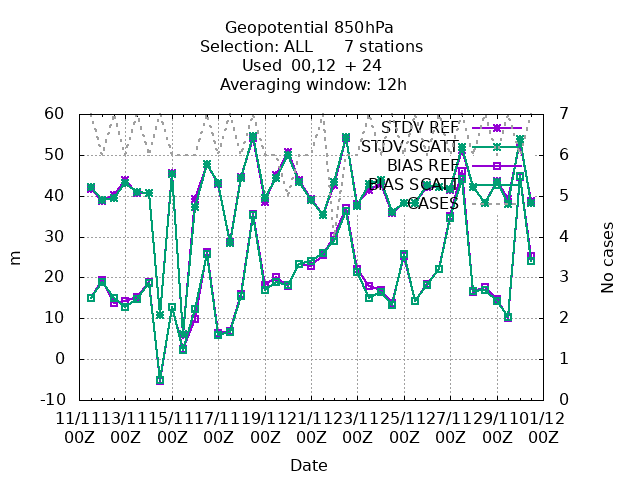 Geopotential 850hPa
Selection: ALL 7 stations
Used 00,12 + 24
Averaging window: 12h
60 7
STDV REF
STDV SCATT
50 6
BIAS REF
BIAS SCATT
40 5
CASES
30 4
20 3
10 2
0 1
-10 0
m
No cases
11/11 13/11 15/11 17/11 19/11 21/11 23/11 25/11 27/11 29/11 01/12
00Z 00Z 00Z 00Z 00Z 00Z 00Z 00Z 00Z 00Z 00Z
Date